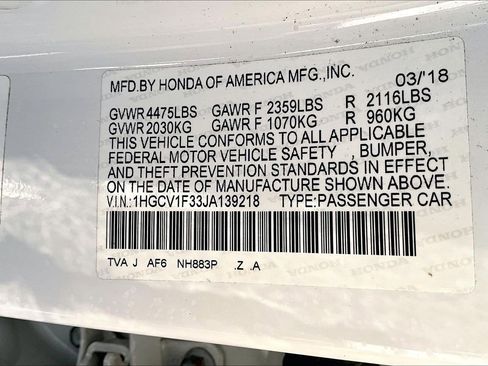 MFD.BY HONDA OF AMERICA MFG.,INC. 03/'18
GVWR 4475LBS GAWR F 2359LBS R 2116LBS
GVWR 2030KG GAWR F 1070KG R 960KG
THIS VEHICLE CONFORMS TO ALL APPLICABLE
FEDERAL MOTOR VEHICLE SAFETY , BUMPER,
AND THEFT PREVENTION STANDARDS IN EFFECT
ON THE DATE OF MANUFACTURE SHOWN ABOVE.
V.I.N.:1HGCV1F33JA139218 TYPE:PASSENGER CAR
TVA J AF6 NH883P .Z .A